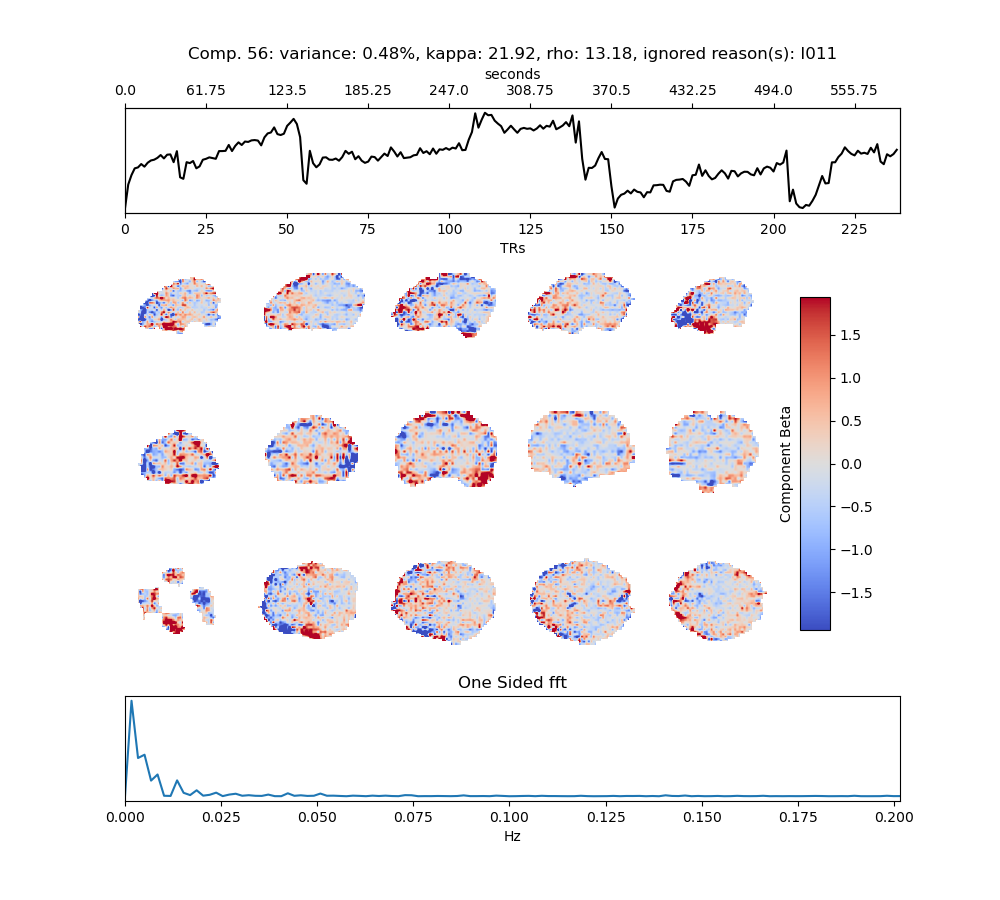 Comp. 56: variance: 0.48%, kappa: 21.92, rho: 13.18, ignored reason(s): I011
seconds
0.0 61.75 123.5 185.25 247.0 308.75 370.5 432.25 494.0 555.75
0 25 50 75 100 125 150 175 200 225
TRs
1.5
1.0
0.5
0.0
−0.5
−1.0
−1.5
Component Beta
One Sided fft
0.000 0.025 0.050 0.075 0.100 0.125 0.150 0.175 0.200
Hz